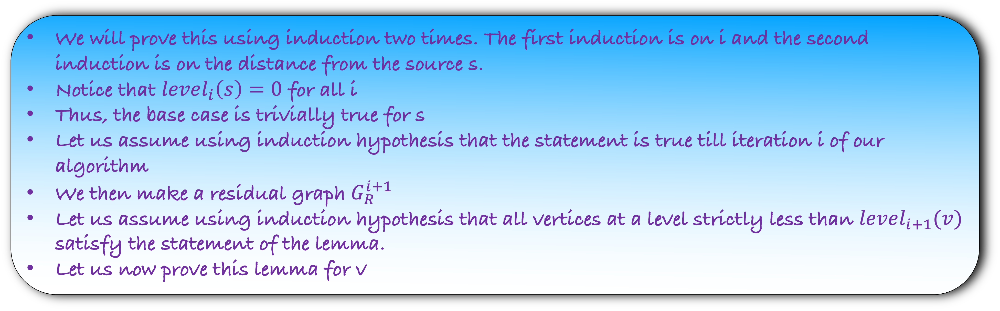 • We will prove this using induction two times. The first induction is on i and the second
induction is on the distance from the source s.
• Notice that $level_i(s) = 0$ for all i
• Thus, the base case is trivially true for s
• Let us assume using induction hypothesis that the statement is true till iteration i of our
algorithm
• We then make a residual graph $G_R^{i+1}$
• Let us assume using induction hypothesis that all vertices at a level strictly less than $level_{i+1}(v)$
satisfy the statement of the lemma.
• Let us now prove this lemma for v